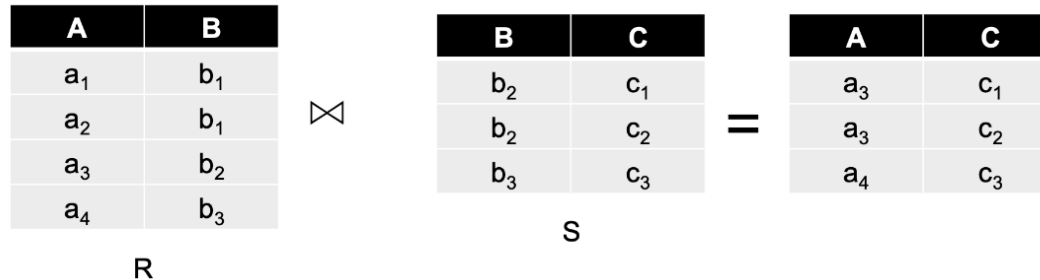 A B
a₁ b₁
a₂ b₁
a₃ b₂
a₄ b₃
R
⋈
B C
b₂ c₁
b₂ c₂
b₃ c₃
S
=
A C
a₃ c₁
a₃ c₂
a₄ c₃